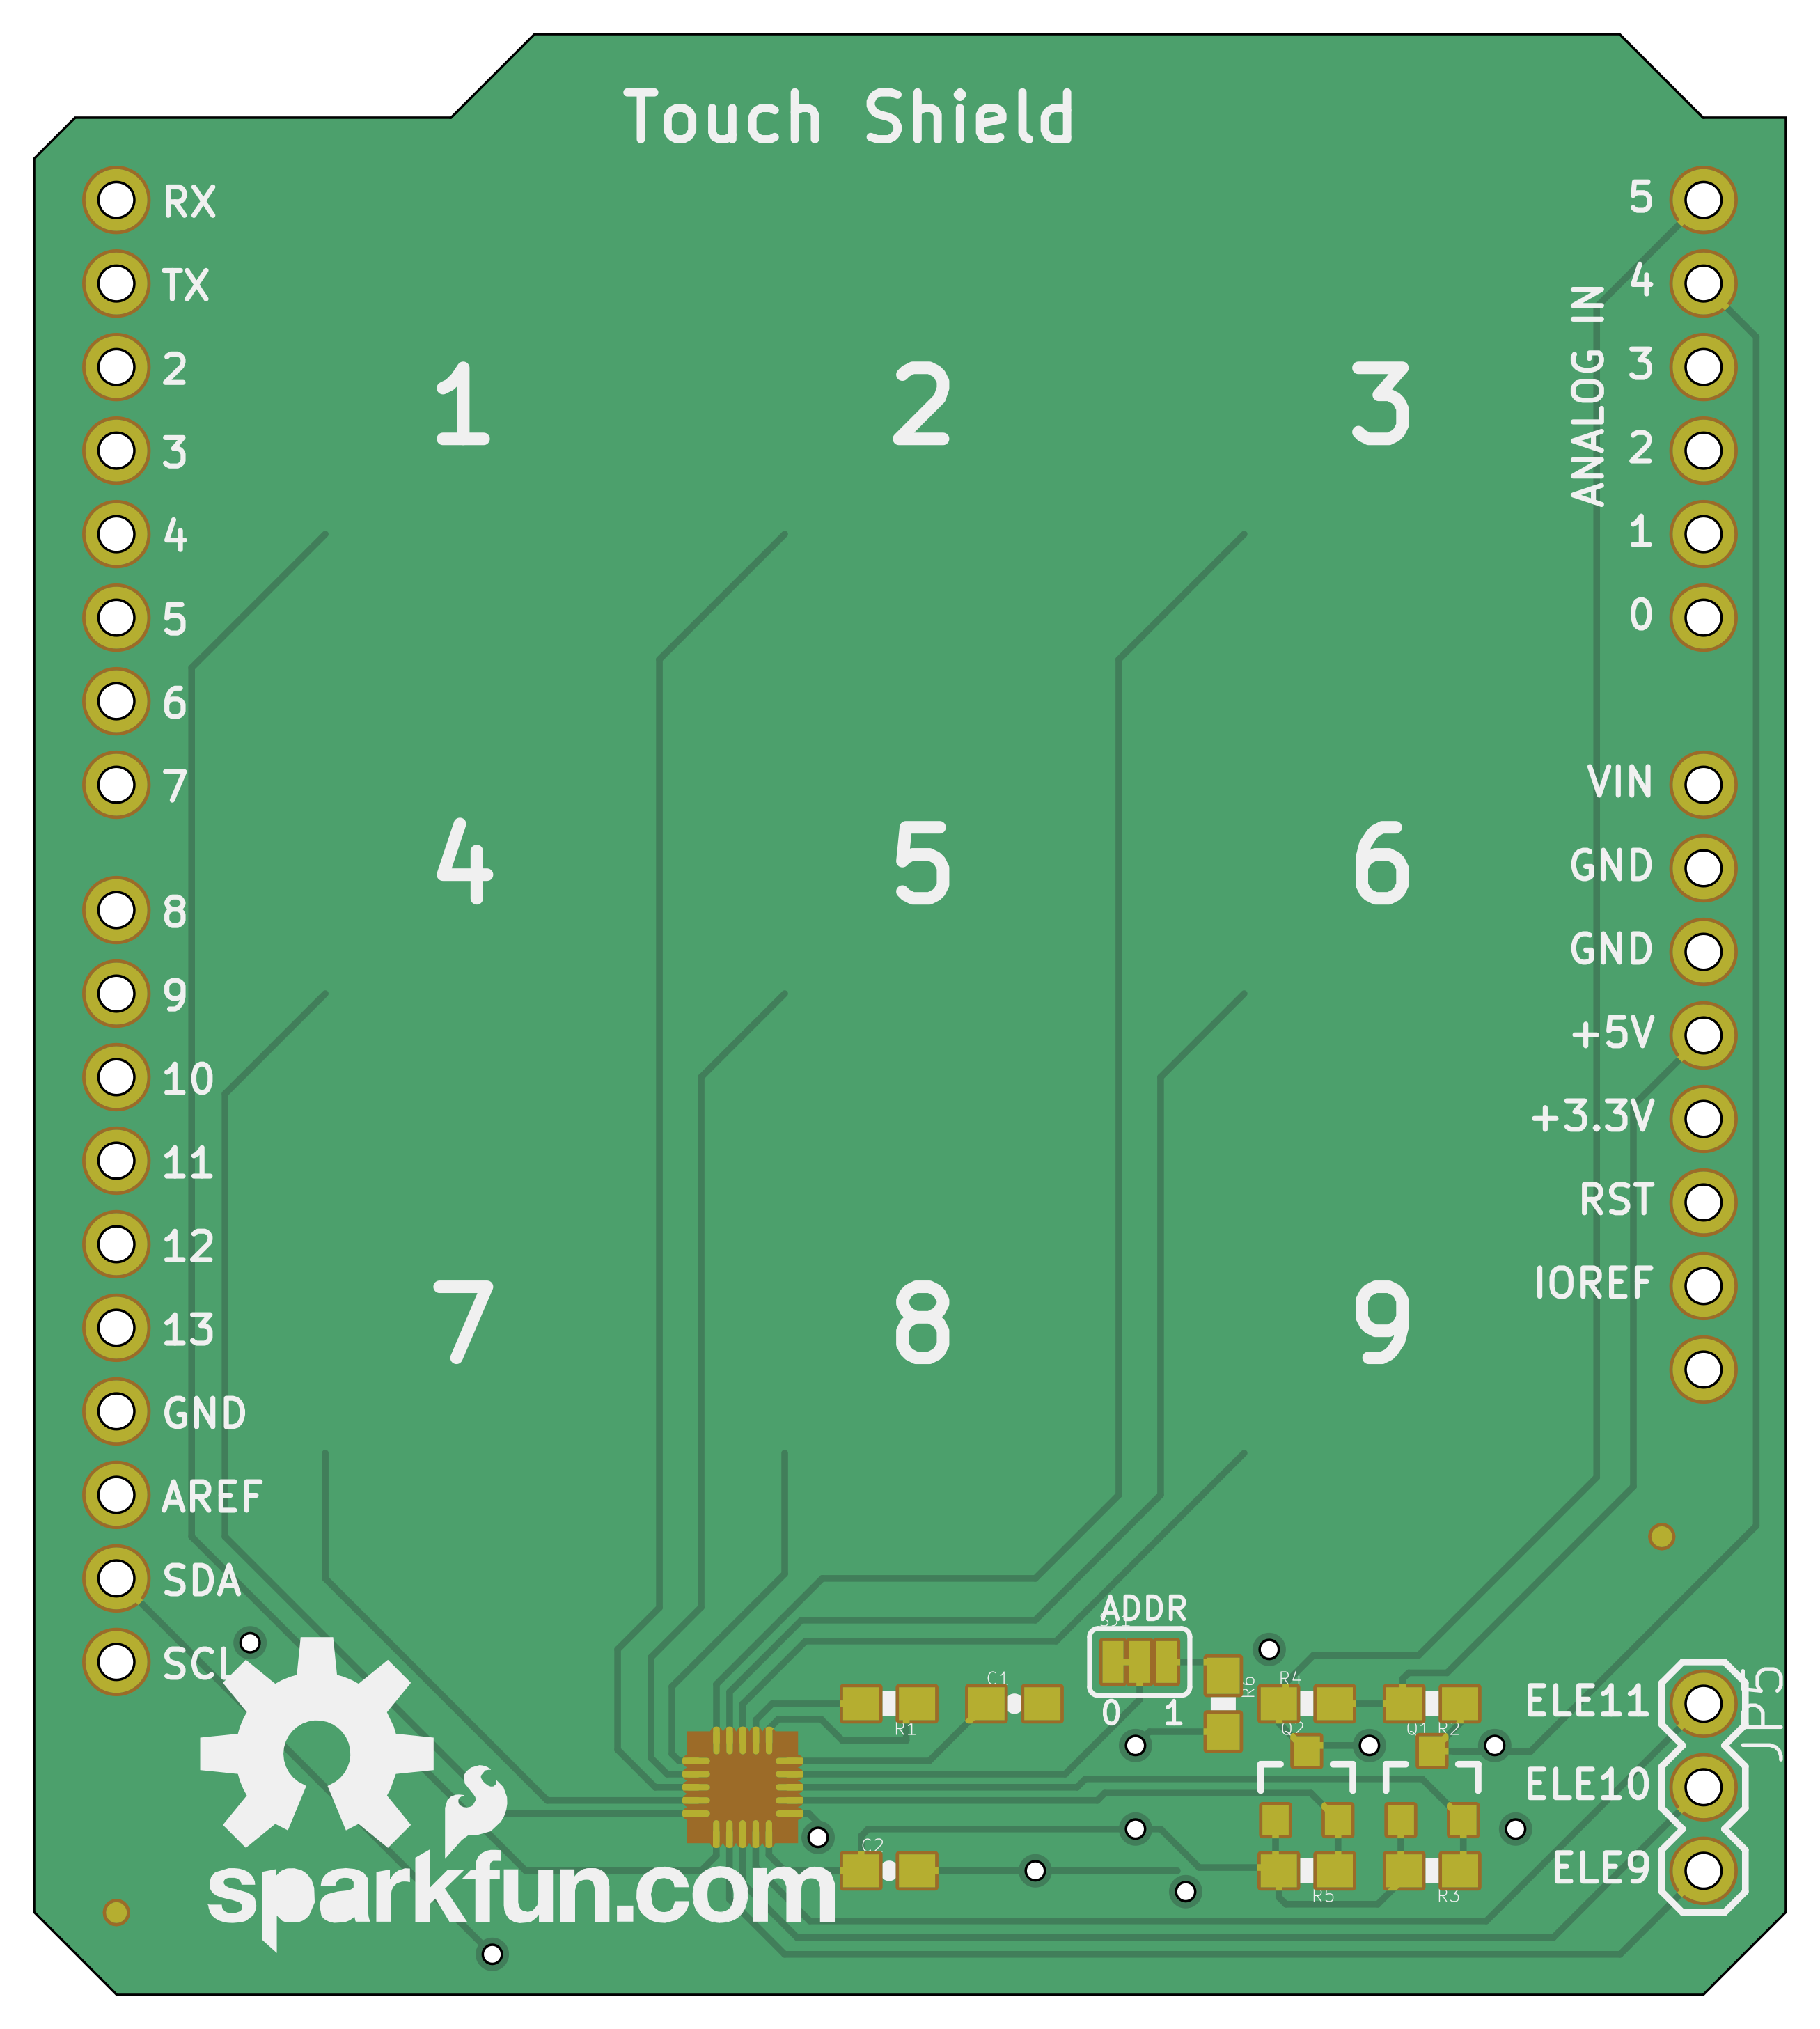 Touch Shield
RX
TX
2
3
4
5
6
7
8
9
10
11
12
13
GND
AREF
SDA
SCL
1
2
3
4
5
6
7
8
9
5
4
3
2
1
0
ANALOG IN
VIN
GND
GND
+5V
+3.3V
RST
IOREF
ADDR
0
1
R6
C1
R1
C2
R4
Q2
Q1
R2
R5
R3
ELE11
ELE10
ELE9
sparkfun.com